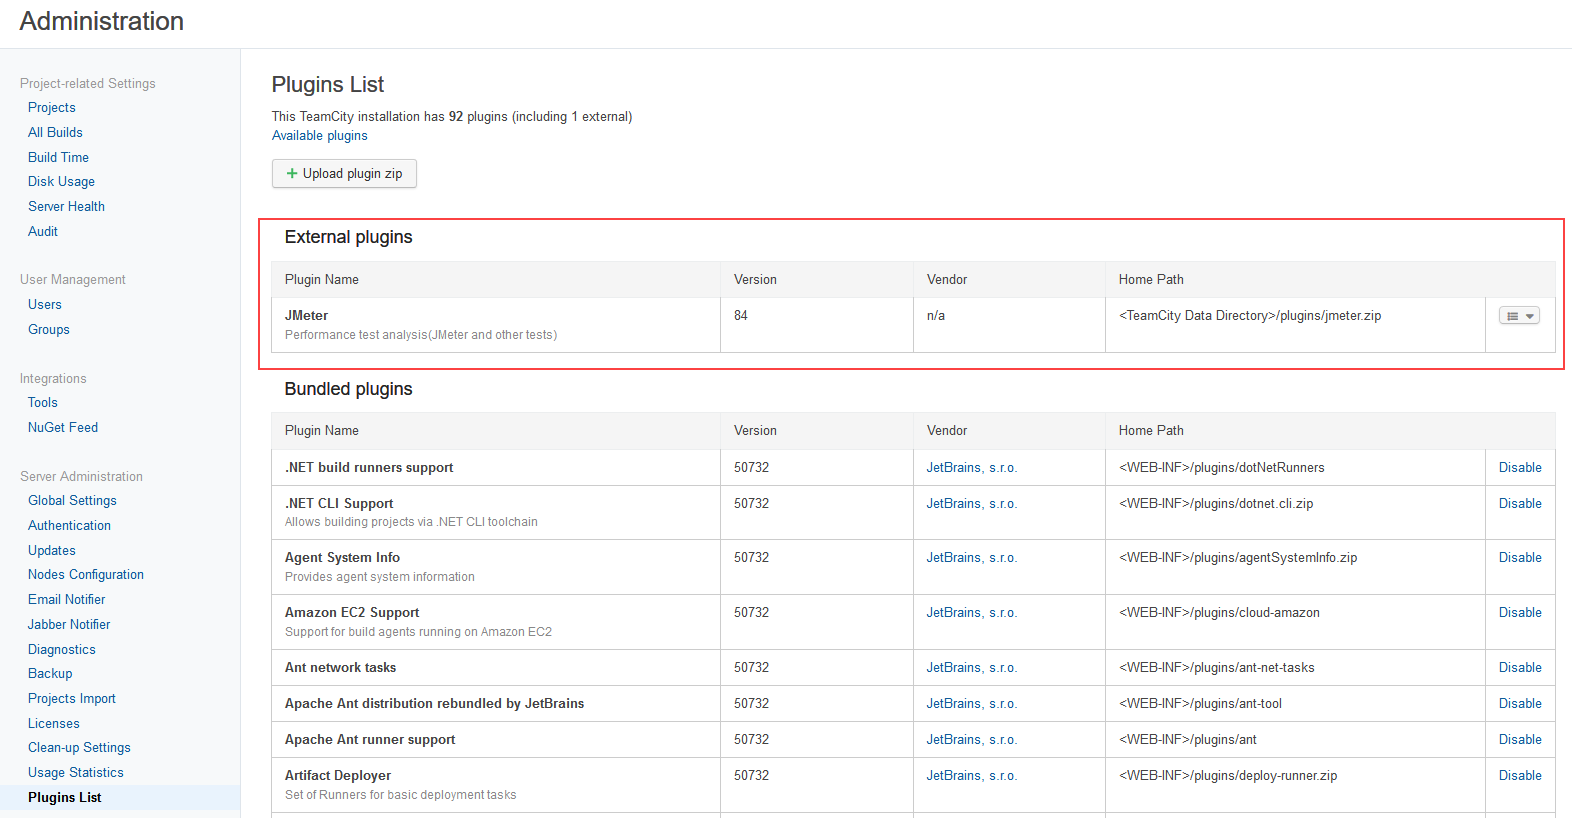 Administration
Project-related Settings
Projects
All Builds
Build Time
Disk Usage
Server Health
Audit
User Management
Users
Groups
Integrations
Tools
NuGet Feed
Server Administration
Global Settings
Authentication
Updates
Nodes Configuration
Email Notifier
Jabber Notifier
Diagnostics
Backup
Projects Import
Licenses
Clean-up Settings
Usage Statistics
Plugins List
Plugins List
This TeamCity installation has 92 plugins (including 1 external)
Available plugins
+ Upload plugin zip
External plugins
Plugin Name Version Vendor Home Path
JMeter 84 n/a <TeamCity Data Directory>/plugins/jmeter.zip
Performance test analysis(JMeter and other tests)
Bundled plugins
Plugin Name Version Vendor Home Path
.NET build runners support 50732 JetBrains, s.r.o. <WEB-INF>/plugins/dotNetRunners Disable
.NET CLI Support 50732 JetBrains, s.r.o. <WEB-INF>/plugins/dotnet.cli.zip Disable
Allows building projects via .NET CLI toolchain
Agent System Info 50732 JetBrains, s.r.o. <WEB-INF>/plugins/agentSystemInfo.zip Disable
Provides agent system information
Amazon EC2 Support 50732 JetBrains, s.r.o. <WEB-INF>/plugins/cloud-amazon Disable
Support for build agents running on Amazon EC2
Ant network tasks 50732 JetBrains, s.r.o. <WEB-INF>/plugins/ant-net-tasks Disable
Apache Ant distribution rebundled by JetBrains 50732 JetBrains, s.r.o. <WEB-INF>/plugins/ant-tool Disable
Apache Ant runner support 50732 JetBrains, s.r.o. <WEB-INF>/plugins/ant Disable
Artifact Deployer 50732 JetBrains, s.r.o. <WEB-INF>/plugins/deploy-runner.zip Disable
Set of Runners for basic deployment tasks